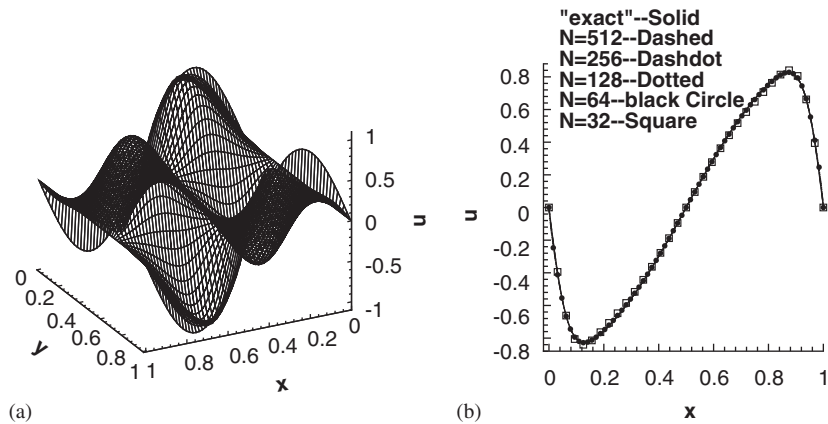 1
0.5
0
-0.5
-1
u
0
0.2
0.4
0.6
0.8
1
y
1
0.8
0.6
0.4
0.2
0
x
(a)
"exact"--Solid
N=512--Dashed
N=256--Dashdot
N=128--Dotted
N=64--black Circle
N=32--Square
0.8
0.6
0.4
0.2
0
-0.2
-0.4
-0.6
-0.8
u
0
0.2
0.4
0.6
0.8
1
x
(b)